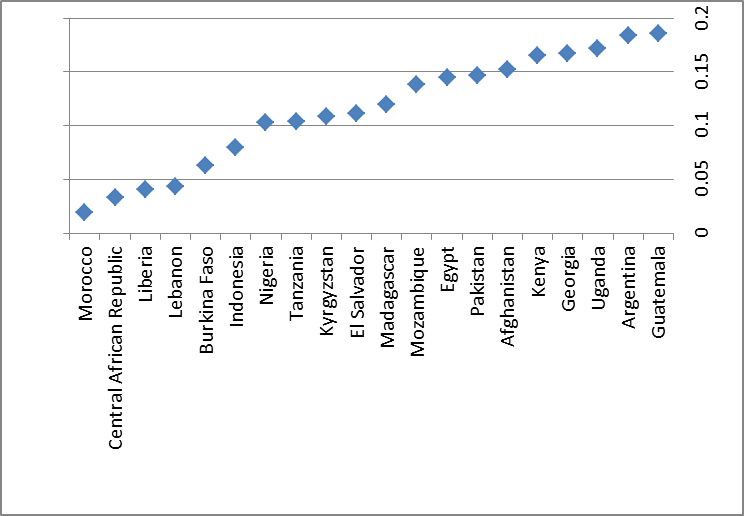 0.2
0.15
0.1
0.05
0
Morocco
Central African Republic
Liberia
Lebanon
Burkina Faso
Indonesia
Nigeria
Tanzania
Kyrgyzstan
El Salvador
Madagascar
Mozambique
Egypt
Pakistan
Afghanistan
Kenya
Georgia
Uganda
Argentina
Guatemala